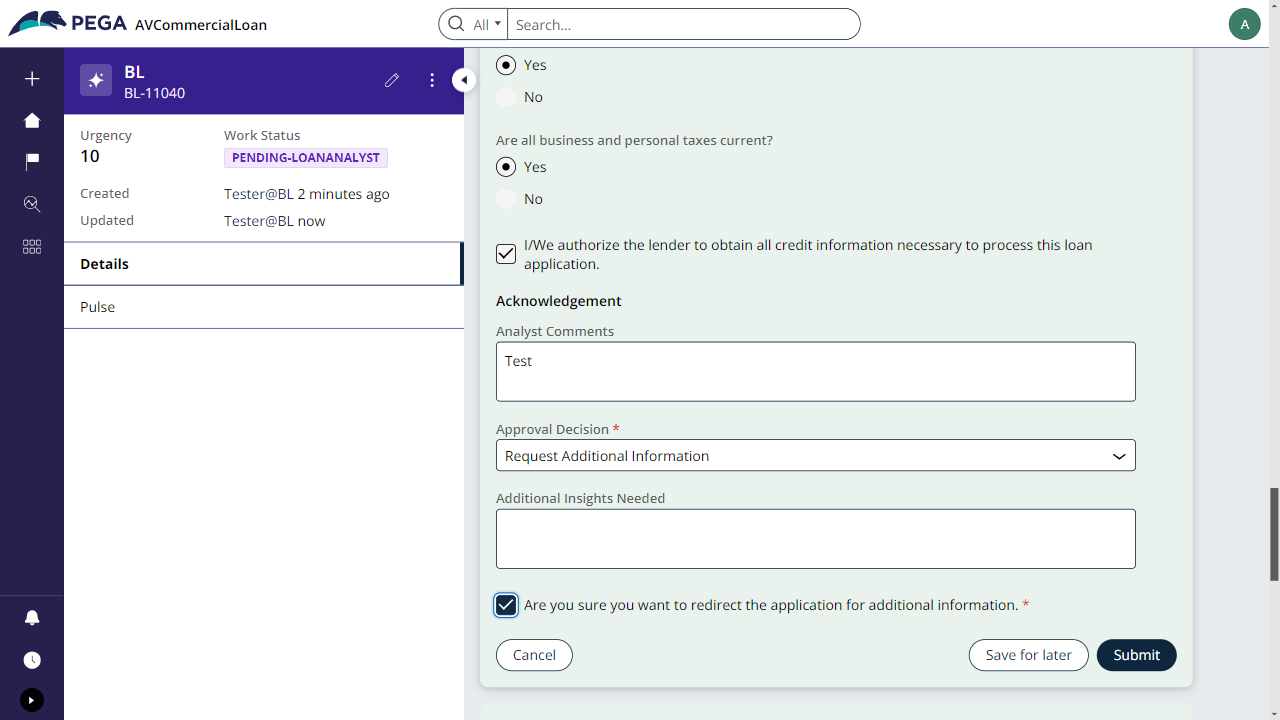 PEGA AVCommercialLoan
All
Search...
A
BL
BL-11040
Urgency
10
Work Status
PENDING-LOANANALYST
Created
Tester@BL 2 minutes ago
Updated
Tester@BL now
Details
Pulse
Yes
No
Are all business and personal taxes current?
Yes
No
I/We authorize the lender to obtain all credit information necessary to process this loan
application.
Acknowledgement
Analyst Comments
Test
Approval Decision *
Request Additional Information
Additional Insights Needed
Are you sure you want to redirect the application for additional information. *
Cancel
Save for later
Submit